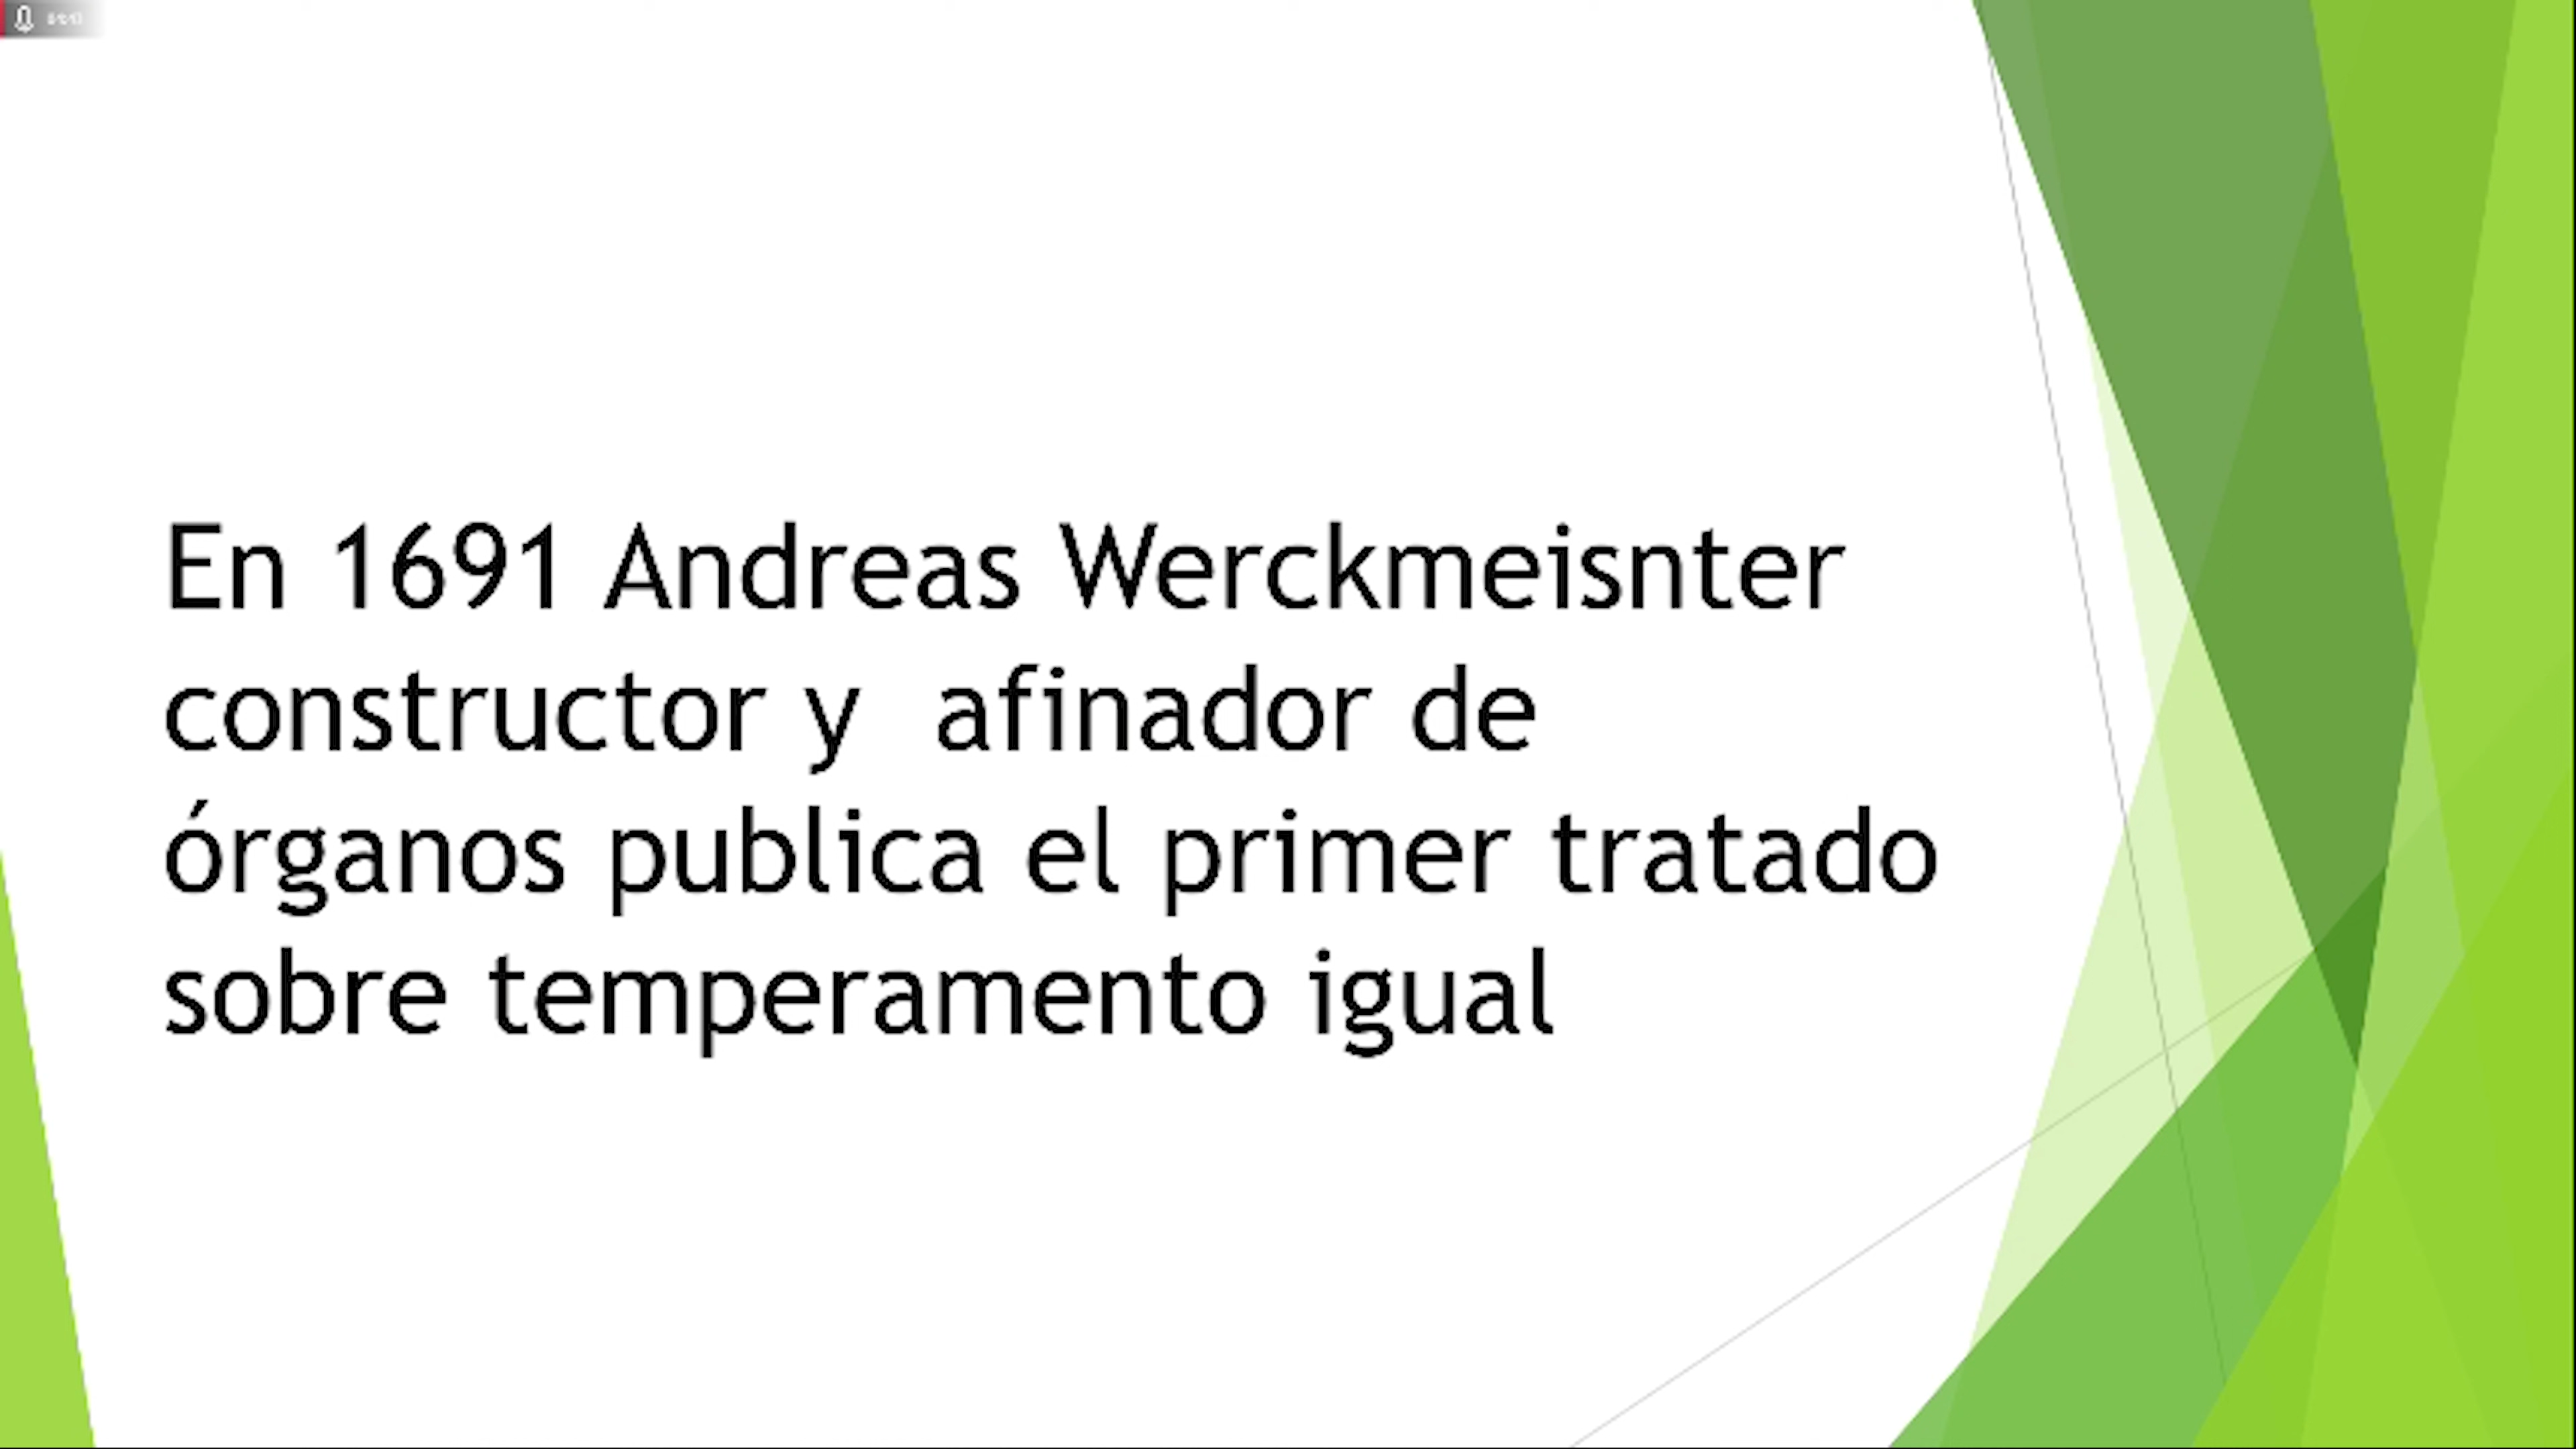 En 1691 Andreas Werckmeisnter
constructor y  afinador de
órganos publica el primer tratado
sobre temperamento igual